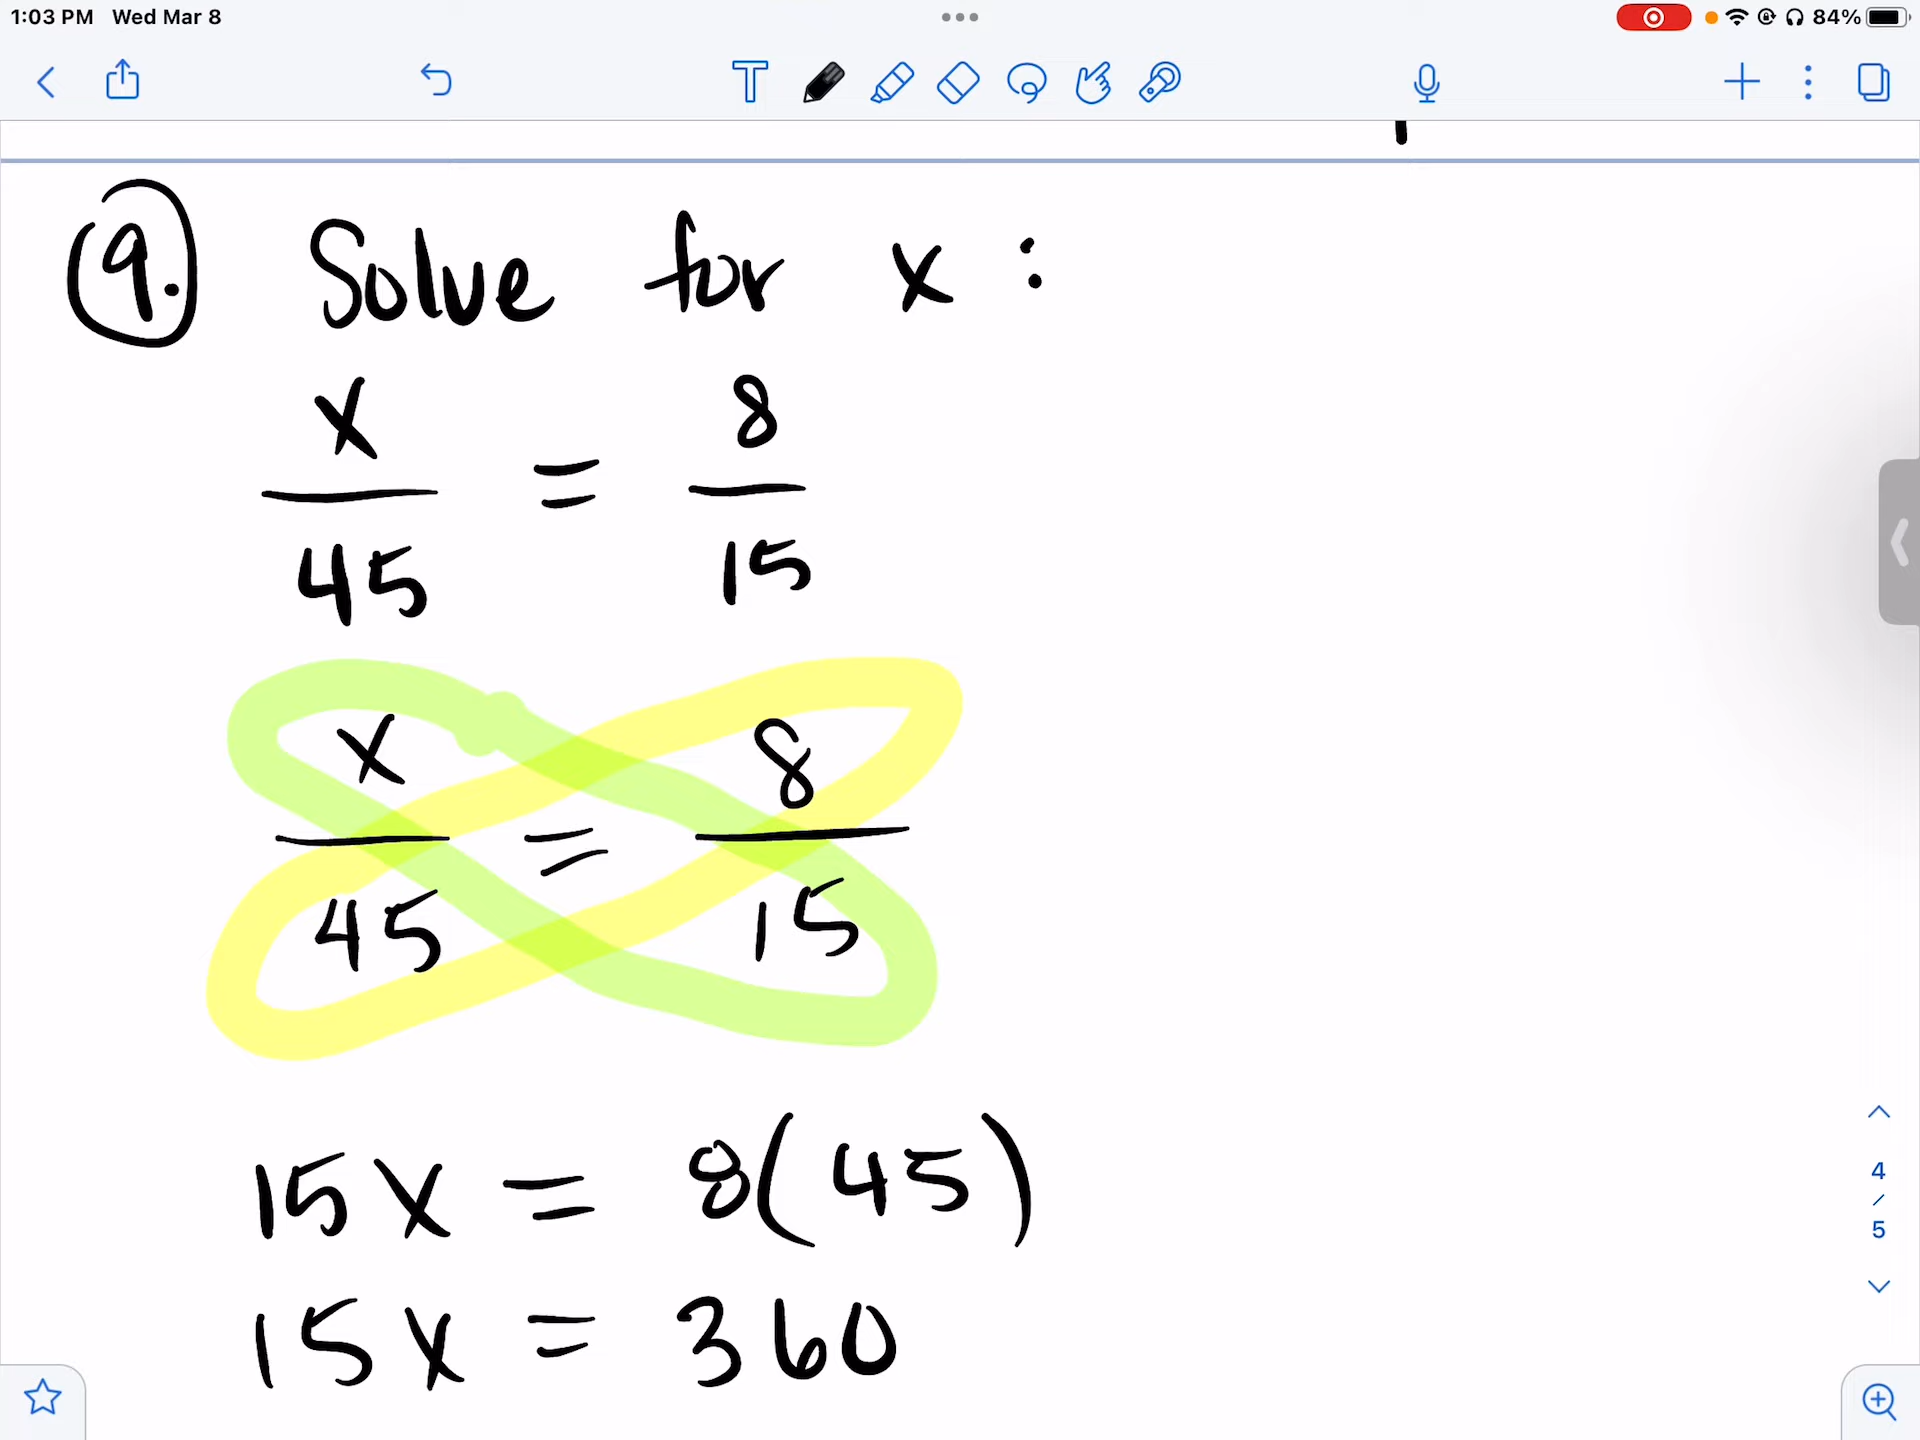 1:03 PM Wed Mar 8
84%
T
9. Solve for x :
x/45 = 8/15
x/45 = 8/15
15x = 8(45)
15x = 360
4
/
5